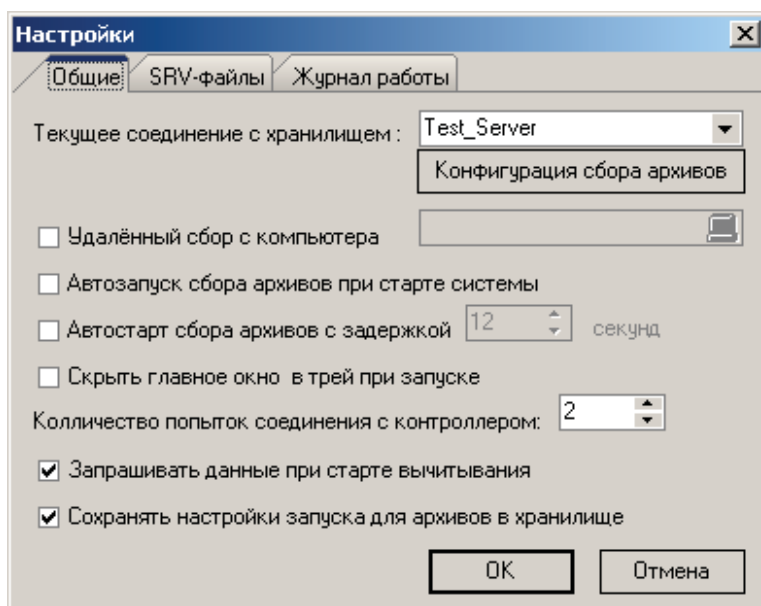 Настройки
Общие SRV-файлы Журнал работы
Текущее соединение с хранилищем : Test_Server
Конфигурация сбора архивов
Удалённый сбор с компьютера
Автозапуск сбора архивов при старте системы
Автостарт сбора архивов с задержкой 12 секунд
Скрыть главное окно в трей при запуске
Колличество попыток соединения с контроллером: 2
Запрашивать данные при старте вычитывания
Сохранять настройки запуска для архивов в хранилище
OK Отмена